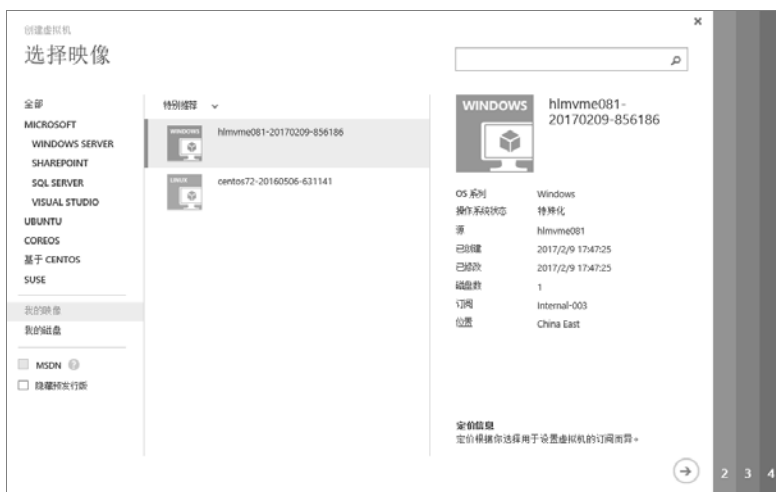 创建虚拟机
选择映像
全部
MICROSOFT
WINDOWS SERVER
SHAREPOINT
SQL SERVER
VISUAL STUDIO
UBUNTU
COREOS
基于 CENTOS
SUSE
我的映像
我的磁盘
MSDN
隐藏预发行版
特别推荐
WINDOWS
hlmvme081-20170209-856186
LINUX
centos72-20160506-631141
WINDOWS
hlmvme081-
20170209-856186
OS 系列 Windows
操作系统状态 特殊化
源 hlmvme081
已创建 2017/2/9 17:47:25
已修改 2017/2/9 17:47:25
磁盘数 1
订阅 Internal-003
位置 China East
定价信息
定价根据你选择用于设置虚拟机的订阅而异。
2 3 4